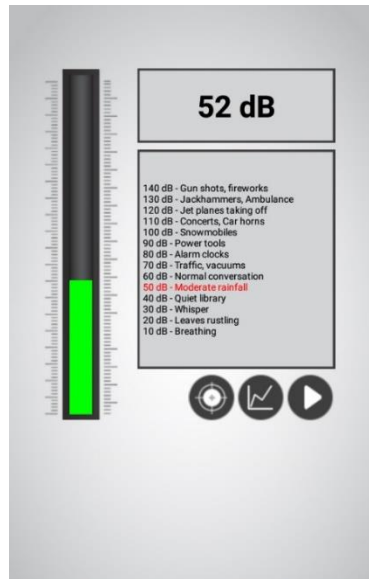 52 dB
140 dB - Gun shots, fireworks
130 dB - Jackhammers, Ambulance
120 dB - Jet planes taking off
110 dB - Concerts, Car horns
100 dB - Snowmobiles
90 dB - Power tools
80 dB - Alarm clocks
70 dB - Traffic, vacuums
60 dB - Normal conversation
50 dB - Moderate rainfall
40 dB - Quiet library
30 dB - Whisper
20 dB - Leaves rustling
10 dB - Breathing